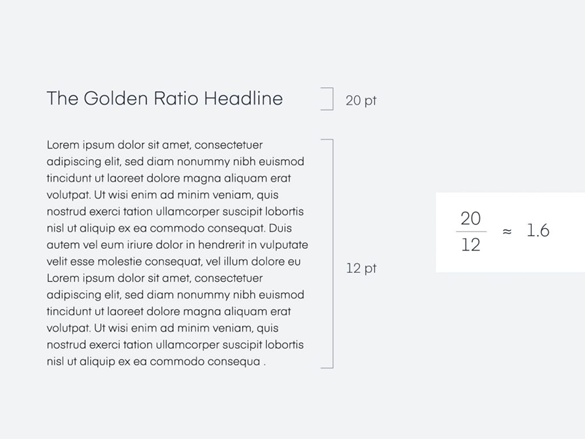 The Golden Ratio Headline
20 pt
Lorem ipsum dolor sit amet, consectetuer
adipiscing elit, sed diam nonummy nibh euismod
tincidunt ut laoreet dolore magna aliquam erat
volutpat. Ut wisi enim ad minim veniam, quis
nostrud exerci tation ullamcorper suscipit lobortis
nisl ut aliquip ex ea commodo consequat. Duis
autem vel eum iriure dolor in hendrerit in vulputate
velit esse molestie consequat, vel illum dolore eu
Lorem ipsum dolor sit amet, consectetuer
adipiscing elit, sed diam nonummy nibh euismod
tincidunt ut laoreet dolore magna aliquam erat
volutpat. Ut wisi enim ad minim veniam, quis
nostrud exerci tation ullamcorper suscipit lobortis
nisl ut aliquip ex ea commodo consequa .
12 pt
20
12
≈ 1.6